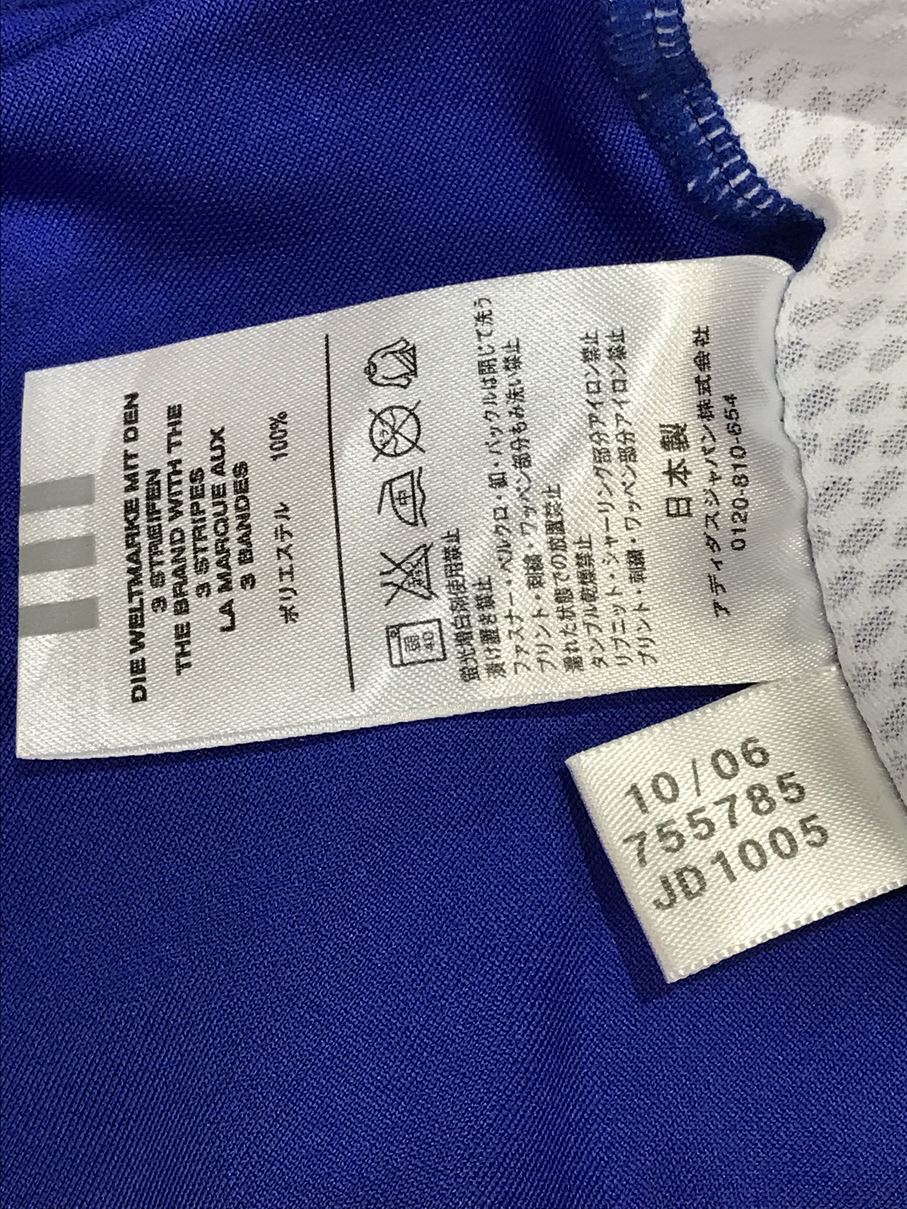 DIE WELTMARKE MIT DEN
3 STREIFEN
THE BRAND WITH THE
3 STRIPES
LA MARQUE AUX
3 BANDES
ポリエステル 100%
40
蛍光増白剤使用禁止
漬け置き禁止
ファスナー・ベルクロ・釦・バックルは閉じて洗う
プリント・刺繍・ワッペン部分もみ洗い禁止
濡れた状態での放置禁止
タンブル乾燥禁止
リブニット・シャーリング部分アイロン禁止
プリント・刺繍・ワッペン部分アイロン禁止
日本製
アディダスジャパン株式会社
0120-810-654
10/06
755785
JD1005